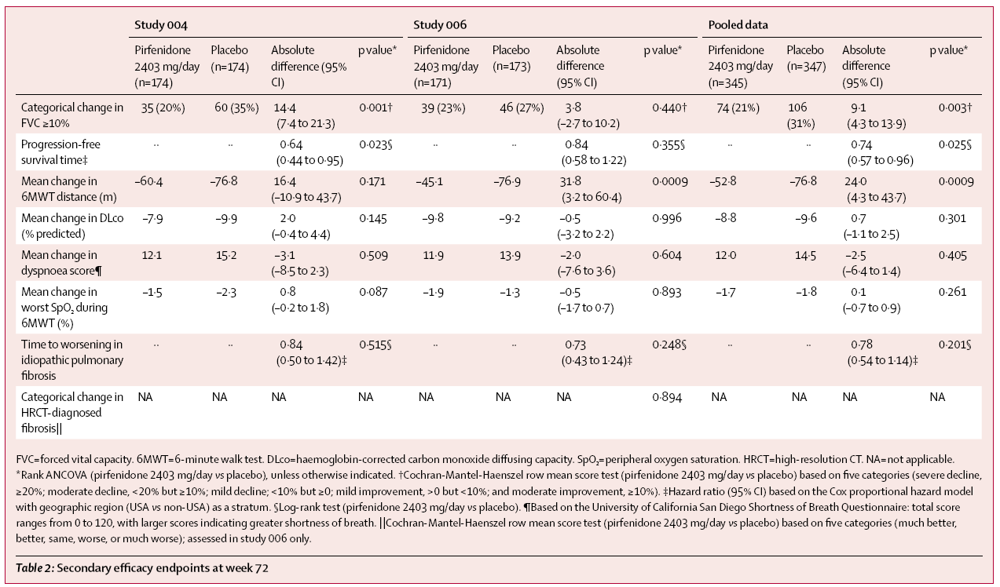 Study 004 Study 006 Pooled data
Pirfenidone Placebo Absolute p value* Pirfenidone Placebo Absolute p value* Pirfenidone Placebo Absolute p value*
2403 mg/day (n=174) difference (95% 2403 mg/day (n=173) difference 2403 mg/day (n=347) difference
(n=174) CI) (n=171) (95% CI) (n=345) (95% CI)
Categorical change in 35 (20%) 60 (35%) 14·4 0·001† 39 (23%) 46 (27%) 3·8 0·440† 74 (21%) 106 9·1 0·003†
FVC ≥10% (7·4 to 21·3) (–2·7 to 10·2) (31%) (4·3 to 13·9)
Progression-free ·· ·· 0·64 0·023§ ·· ·· 0·84 0·355§ ·· ·· 0·74 0·025§
survival time‡ (0·44 to 0·95) (0·58 to 1·22) (0·57 to 0·96)
Mean change in –60·4 –76·8 16·4 0·171 –45·1 –76·9 31·8 0·0009 –52·8 –76·8 24·0 0·0009
6MWT distance (m) (–10·9 to 43·7) (3·2 to 60·4) (4·3 to 43·7)
Mean change in DLco –7·9 –9·9 2·0 0·145 –9·8 –9·2 –0·5 0·996 –8·8 –9·6 0·7 0·301
(% predicted) (–0·4 to 4·4) (–3·2 to 2·2) (–1·1 to 2·5)
Mean change in 12·1 15·2 –3·1 0·509 11·9 13·9 –2·0 0·604 12·0 14·5 –2·5 0·405
dyspnoea score¶ (–8·5 to 2·3) (–7·6 to 3·6) (–6·4 to 1·4)
Mean change in –1·5 –2·3 0·8 0·087 –1·9 –1·3 –0·5 0·893 –1·7 –1·8 0·1 0·261
worst SpO₂ during (–0·2 to 1·8) (–1·7 to 0·7) (–0·7 to 0·9)
6MWT (%)
Time to worsening in ·· ·· 0·84 0·515§ ·· ·· 0·73 0·248§ ·· ·· 0·78 0·201§
idiopathic pulmonary (0·50 to 1·42)‡ (0·43 to 1·24)‡ (0·54 to 1·14)‡
fibrosis
Categorical change in NA NA NA NA NA NA NA 0·894 NA NA NA NA
HRCT-diagnosed
fibrosis||
FVC=forced vital capacity. 6MWT=6-minute walk test. DLco=haemoglobin-corrected carbon monoxide diffusing capacity. SpO₂=peripheral oxygen saturation. HRCT=high-resolution CT. NA=not applicable.
*Rank ANCOVA (pirfenidone 2403 mg/day vs placebo), unless otherwise indicated. †Cochran-Mantel-Haenszel row mean score test (pirfenidone 2403 mg/day vs placebo) based on five categories (severe decline,
≥20%; moderate decline, <20% but ≥10%; mild decline; <10% but ≥0; mild improvement, >0 but <10%; and moderate improvement, ≥10%). ‡Hazard ratio (95% CI) based on the Cox proportional hazard model
with geographic region (USA vs non-USA) as a stratum. §Log-rank test (pirfenidone 2403 mg/day vs placebo). ¶Based on the University of California San Diego Shortness of Breath Questionnaire: total score
ranges from 0 to 120, with larger scores indicating greater shortness of breath. ||Cochran-Mantel-Haenszel row mean score test (pirfenidone 2403 mg/day vs placebo) based on five categories (much better,
better, same, worse, or much worse); assessed in study 006 only.
Table 2: Secondary efficacy endpoints at week 72